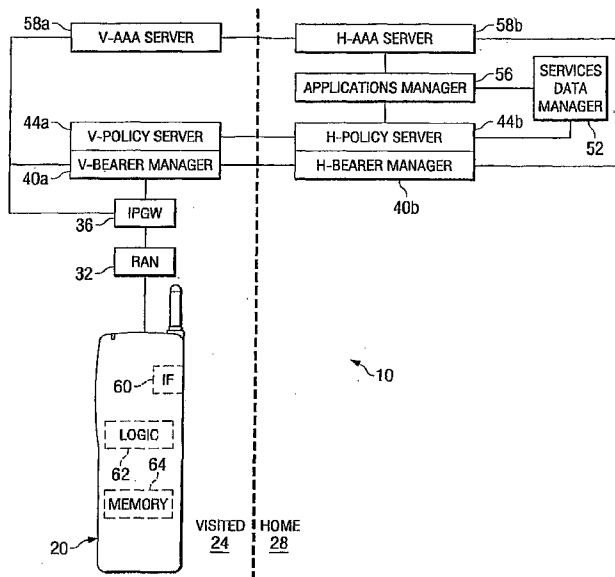 58a
V-AAA SERVER
H-AAA SERVER
58b
56
APPLICATIONS MANAGER
SERVICES
DATA
MANAGER
52
44a
V-POLICY SERVER
H-POLICY SERVER
44b
V-BEARER MANAGER
H-BEARER MANAGER
40a
40b
IPGW
36
RAN
32
10
60
IF
LOGIC
62
64
MEMORY
20
VISITED
24
HOME
28